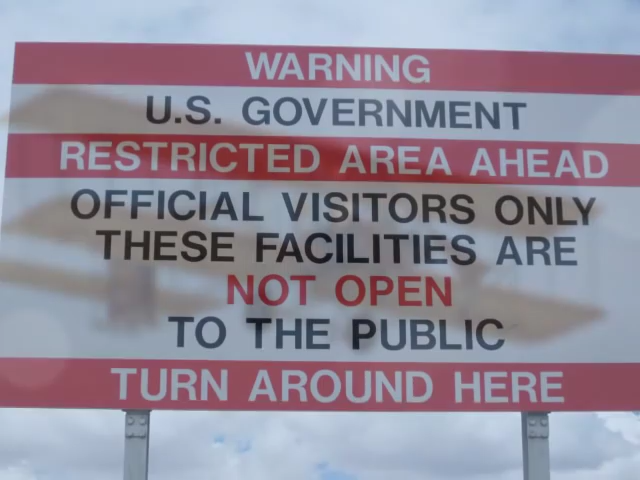 WARNING
U.S. GOVERNMENT
RESTRICTED AREA AHEAD
OFFICIAL VISITORS ONLY
THESE FACILITIES ARE
NOT OPEN
TO THE PUBLIC
TURN AROUND HERE